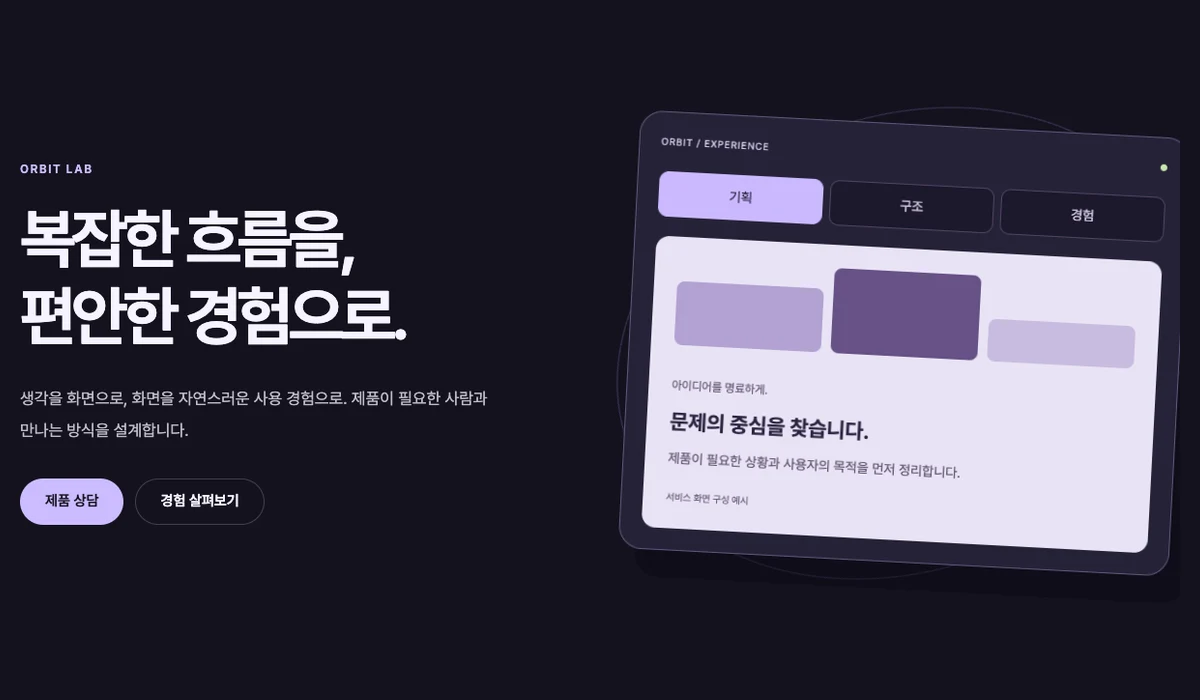 ORBIT LAB
복잡한 흐름을,
편안한 경험으로.
생각을 화면으로, 화면을 자연스러운 사용 경험으로. 제품이 필요한 사람과
만나는 방식을 설계합니다.
제품 상담
경험 살펴보기
ORBIT / EXPERIENCE
기획
구조
경험
아이디어를 명료하게.
문제의 중심을 찾습니다.
제품이 필요한 상황과 사용자의 목적을 먼저 정리합니다.
서비스 화면 구성 예시